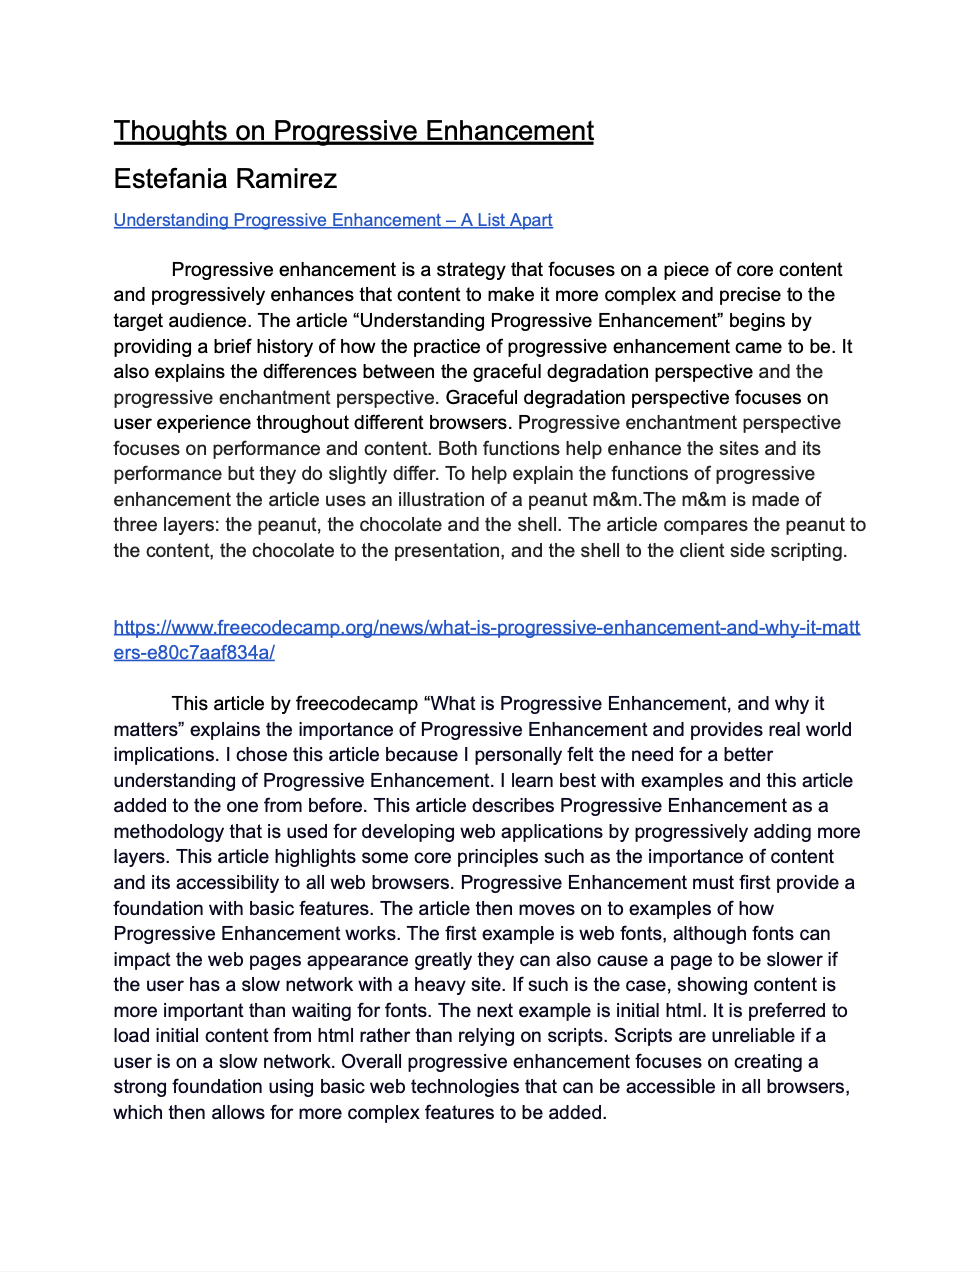 Thoughts on Progressive Enhancement
Estefania Ramirez
Understanding Progressive Enhancement – A List Apart
Progressive enhancement is a strategy that focuses on a piece of core content
and progressively enhances that content to make it more complex and precise to the
target audience. The article “Understanding Progressive Enhancement” begins by
providing a brief history of how the practice of progressive enhancement came to be. It
also explains the differences between the graceful degradation perspective and the
progressive enchantment perspective. Graceful degradation perspective focuses on
user experience throughout different browsers. Progressive enchantment perspective
focuses on performance and content. Both functions help enhance the sites and its
performance but they do slightly differ. To help explain the functions of progressive
enhancement the article uses an illustration of a peanut m&m.The m&m is made of
three layers: the peanut, the chocolate and the shell. The article compares the peanut to
the content, the chocolate to the presentation, and the shell to the client side scripting.
https://www.freecodecamp.org/news/what-is-progressive-enhancement-and-why-it-matt
ers-e80c7aaf834a/
This article by freecodecamp “What is Progressive Enhancement, and why it
matters” explains the importance of Progressive Enhancement and provides real world
implications. I chose this article because I personally felt the need for a better
understanding of Progressive Enhancement. I learn best with examples and this article
added to the one from before. This article describes Progressive Enhancement as a
methodology that is used for developing web applications by progressively adding more
layers. This article highlights some core principles such as the importance of content
and its accessibility to all web browsers. Progressive Enhancement must first provide a
foundation with basic features. The article then moves on to examples of how
Progressive Enhancement works. The first example is web fonts, although fonts can
impact the web pages appearance greatly they can also cause a page to be slower if
the user has a slow network with a heavy site. If such is the case, showing content is
more important than waiting for fonts. The next example is initial html. It is preferred to
load initial content from html rather than relying on scripts. Scripts are unreliable if a
user is on a slow network. Overall progressive enhancement focuses on creating a
strong foundation using basic web technologies that can be accessible in all browsers,
which then allows for more complex features to be added.